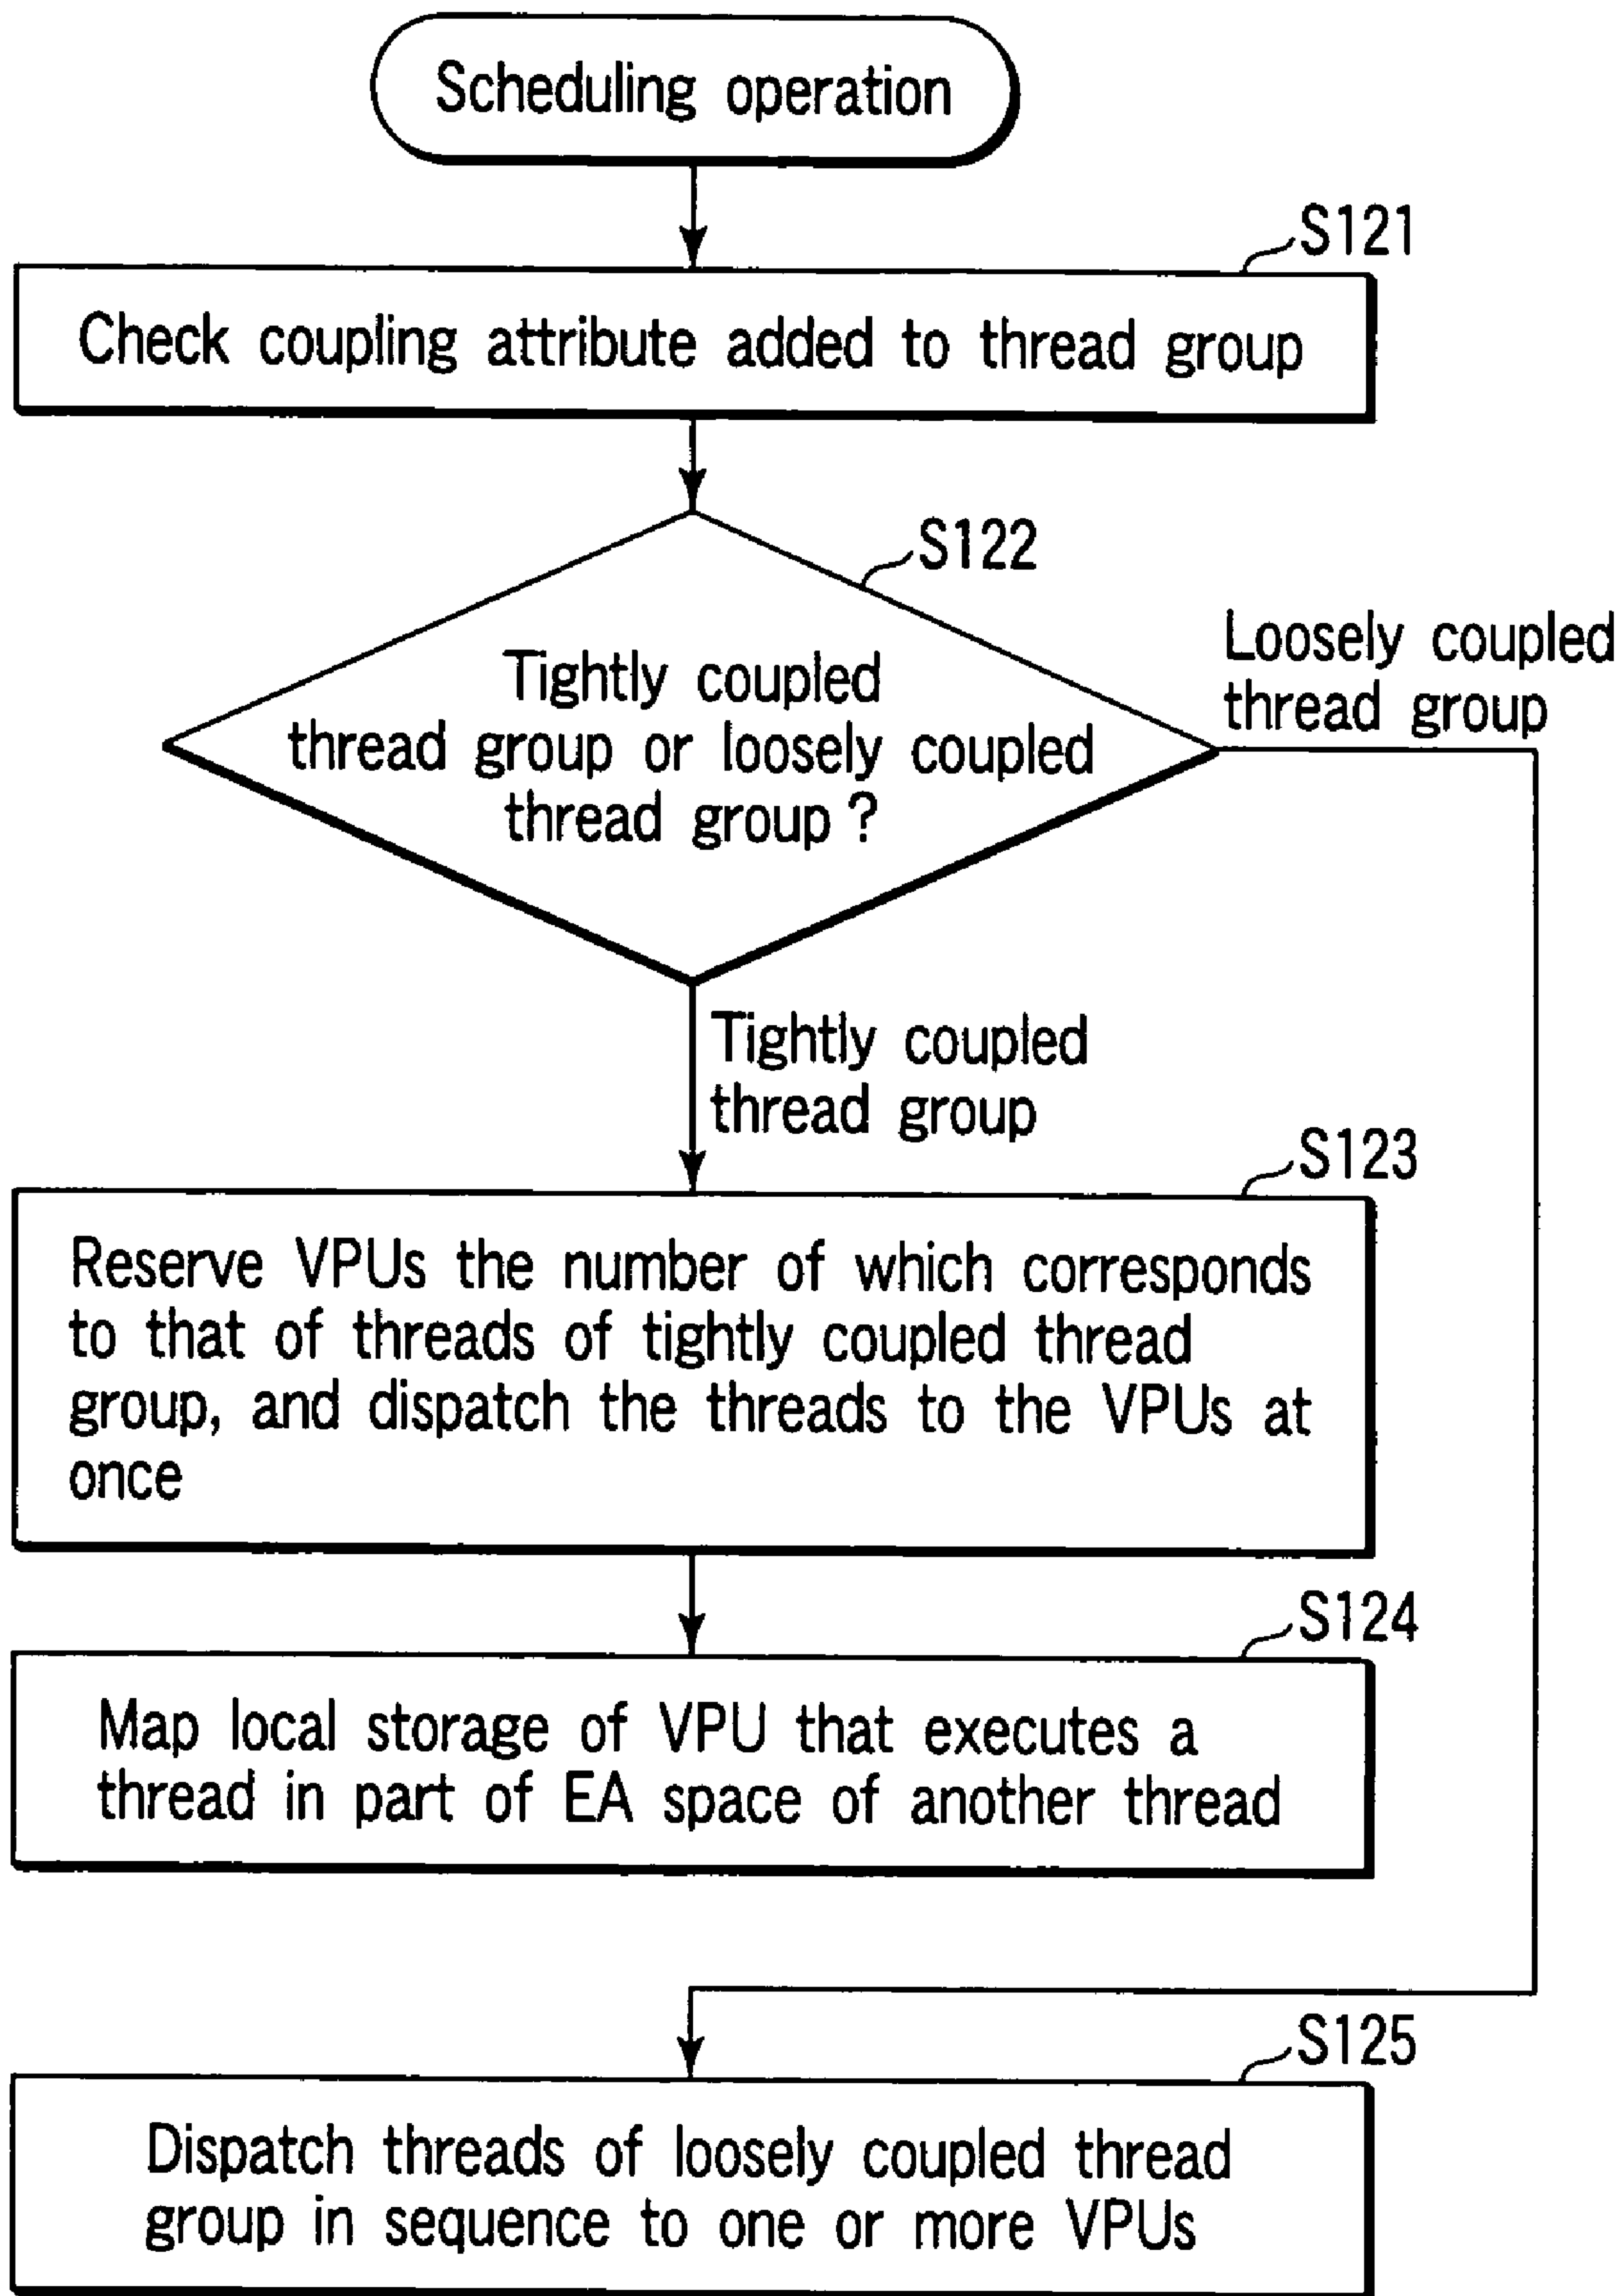 Scheduling operation
S121
Check coupling attribute added to thread group
S122
Tightly coupled
thread group or loosely coupled
thread group ?
Loosely coupled
thread group
Tightly coupled
thread group
S123
Reserve VPUs the number of which corresponds
to that of threads of tightly coupled thread
group, and dispatch the threads to the VPUs at
once
S124
Map local storage of VPU that executes a
thread in part of EA space of another thread
S125
Dispatch threads of loosely coupled thread
group in sequence to one or more VPUs